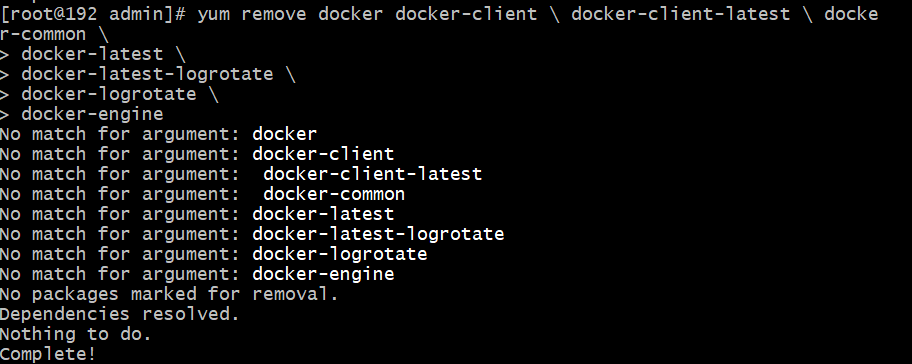 [root@192 admin]# yum remove docker docker-client \ docker-client-latest \ docke
r-common \
> docker-latest \
> docker-latest-logrotate \
> docker-logrotate \
> docker-engine
No match for argument: docker
No match for argument: docker-client
No match for argument:  docker-client-latest
No match for argument:  docker-common
No match for argument: docker-latest
No match for argument: docker-latest-logrotate
No match for argument: docker-logrotate
No match for argument: docker-engine
No packages marked for removal.
Dependencies resolved.
Nothing to do.
Complete!